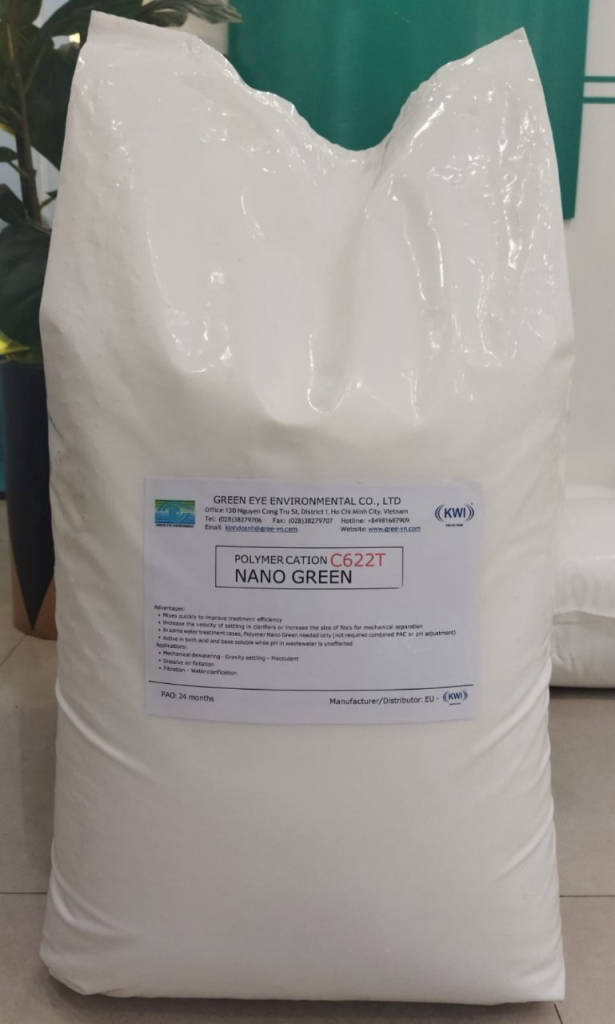 GREEN EYE ENVIRONMENTAL CO., LTD
Office: 130 Nguyen Cong Tru St, District 1, Ho Chi Minh City, Vietnam
Tel: (028)38279706 Fax: (028)38279707 Hotline: +84981687909
Email: kinhdoanh@gree-vn.com Website: www.gree-vn.com
KWI
POLYMER CATION C622T
NANO GREEN
Advantages:
• Mixes quickly to improve treatment efficiency
• Increase the velocity of settling in clarifiers or increase the size of flocs for mechanical separation
• In some water treatment cases, Polymer Nano Green needed only (not required combined PAC or pH adjustment)
• Active in both acid and base soluble while pH in wastewater is unaffected
Applications:
• Mechanical dewatering - Gravity settling - Flocculent
• Dissolve air flotation
• Filtration - Water clarification
PAO: 24 months
Manufacturer/Distributor: EU - KWI